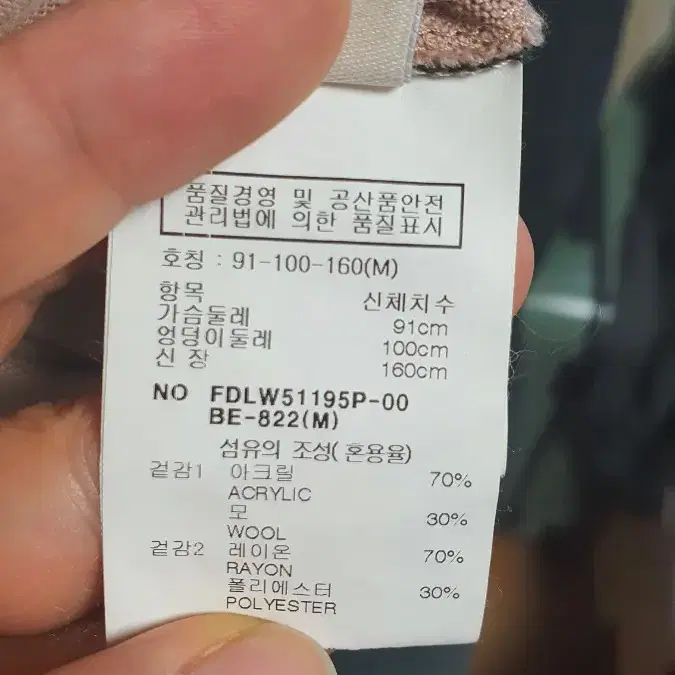 품질경영 및 공산품안전
관리법에 의한 품질표시
호칭 : 91-100-160(M)
항목 신체치수
가슴둘레 91cm
엉덩이둘레 100cm
신 장 160cm
NO FDLW51195P-00
BE-822(M)
섬유의 조성(혼용율)
겉감1 아크릴 70%
ACRYLIC
모 30%
WOOL
겉감2 레이온 70%
RAYON
폴리에스터 30%
POLYESTER